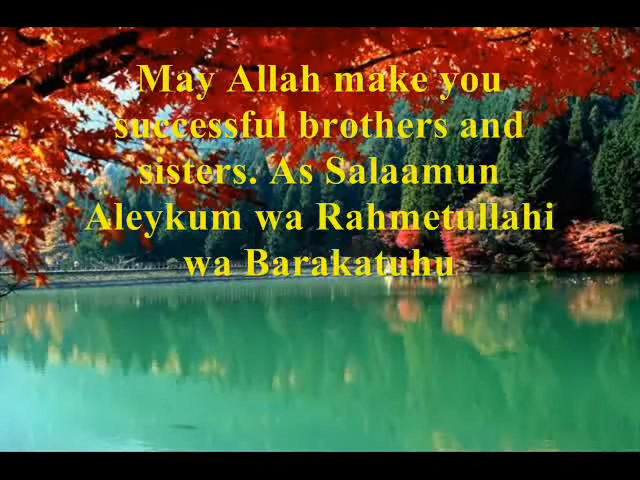 May Allah make you
successful brothers and
sisters. As Salaamun
Aleykum wa Rahmetullahi
wa Barakatuhu